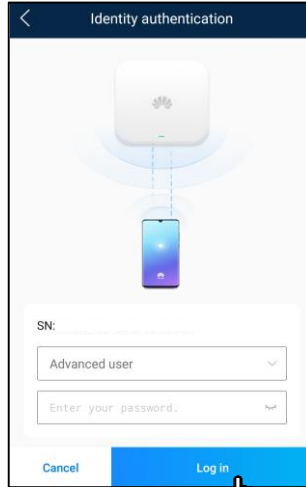 Identity authentication
SN:
Advanced user
Enter your password.
Cancel
Log in